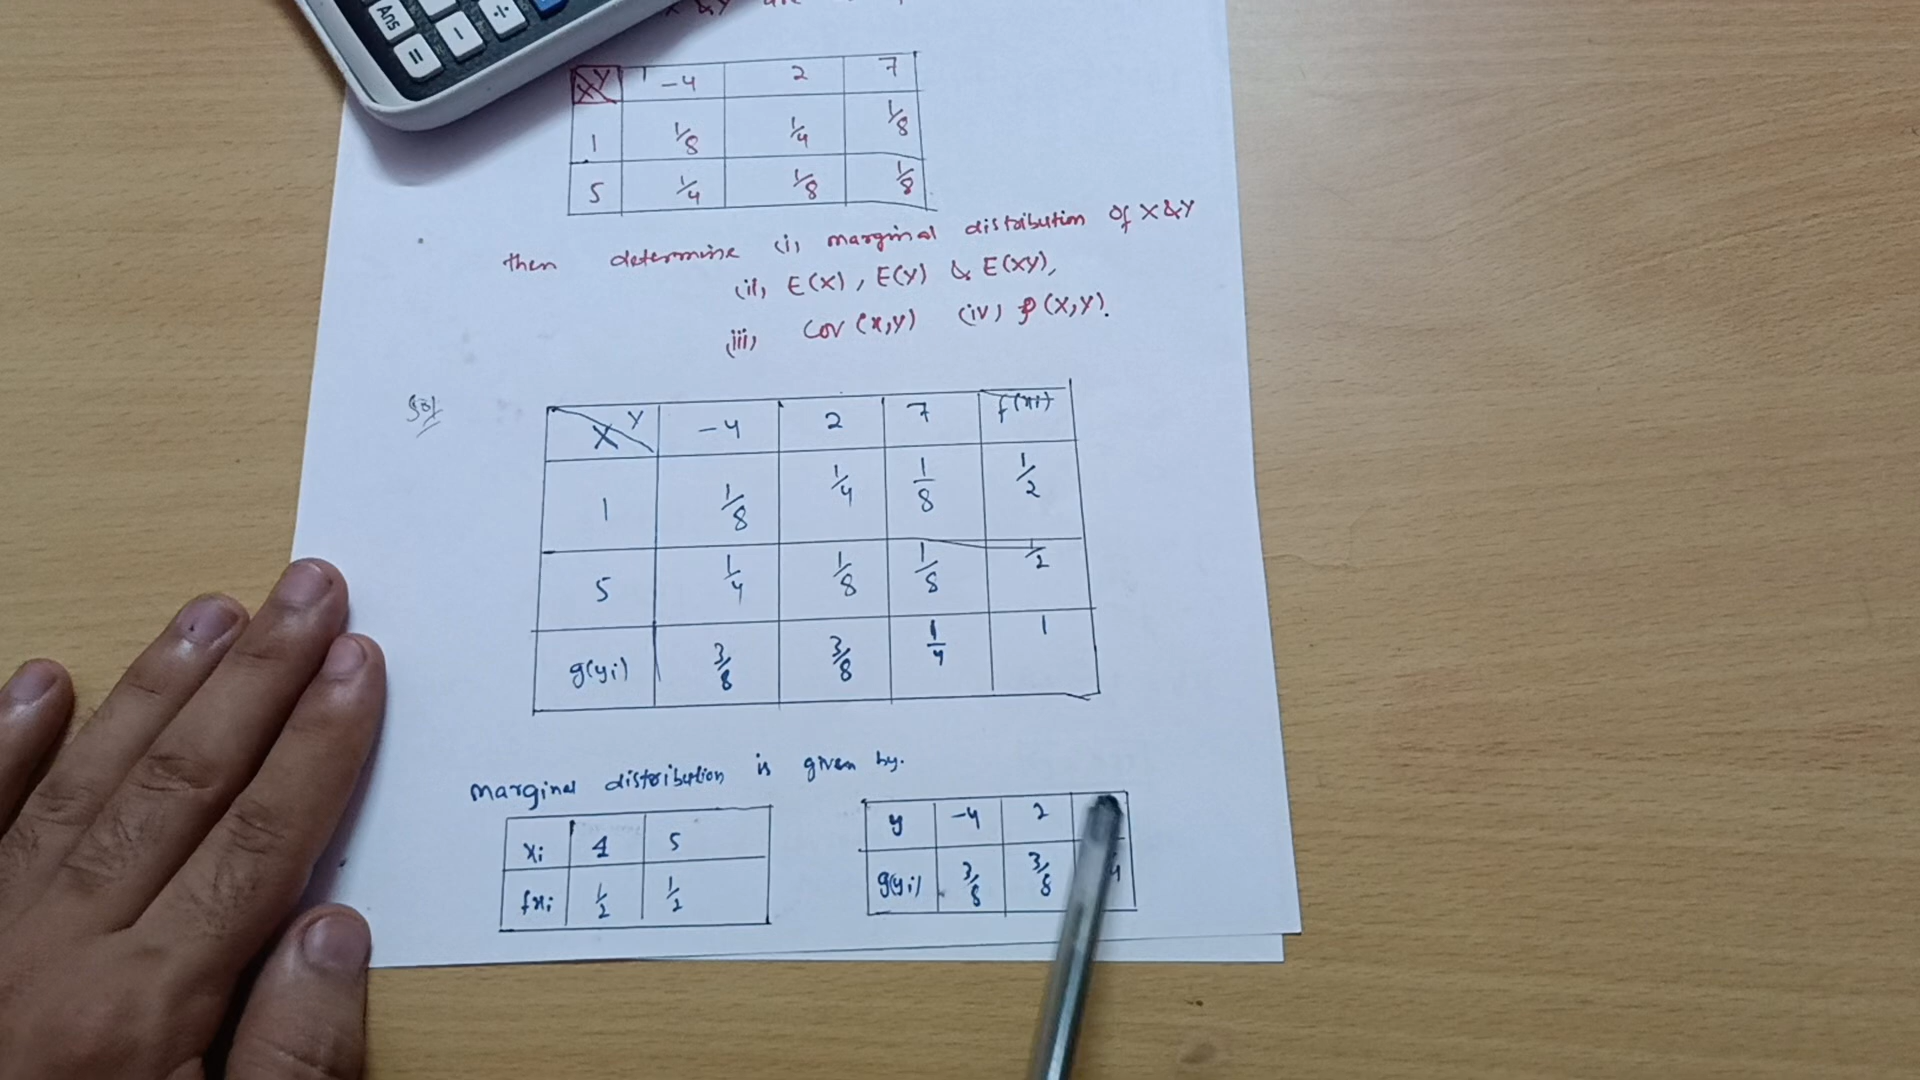 Ans
=
-
÷
X & Y
XY -4 2 7
1 1/8 1/4 1/8
5 1/4 1/8 1/8
then determine (i) marginal distribution of X&Y
(ii) E(X), E(Y) & E(XY),
(iii) Cov (x,y) (iv) ρ(X,Y).
Sol
X Y -4 2 7 f(xi)
1 1/8 1/4 1/8 1/2
5 1/4 1/8 1/8 1/2
g(yi) 3/8 3/8 1/4 1
marginal distribution is given by.
xi 1 5
fxi 1/2 1/2
y -4 2
g(yi) 3/8 3/8